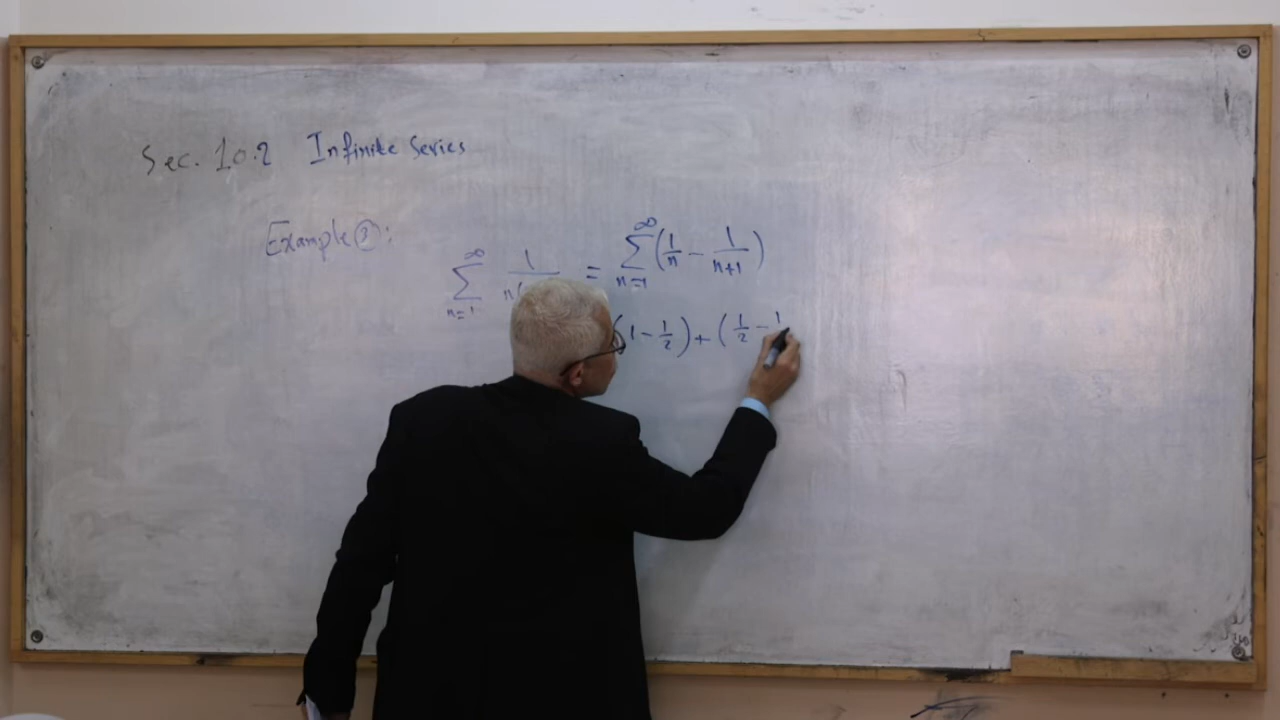 Sec. 10.2 Infinite Series
Example ③:
∞ ∑ n=1 1/n( = ∞ ∑ n=1 (1/n - 1/n+1)
(1 - 1/2) + (1/2 - 1